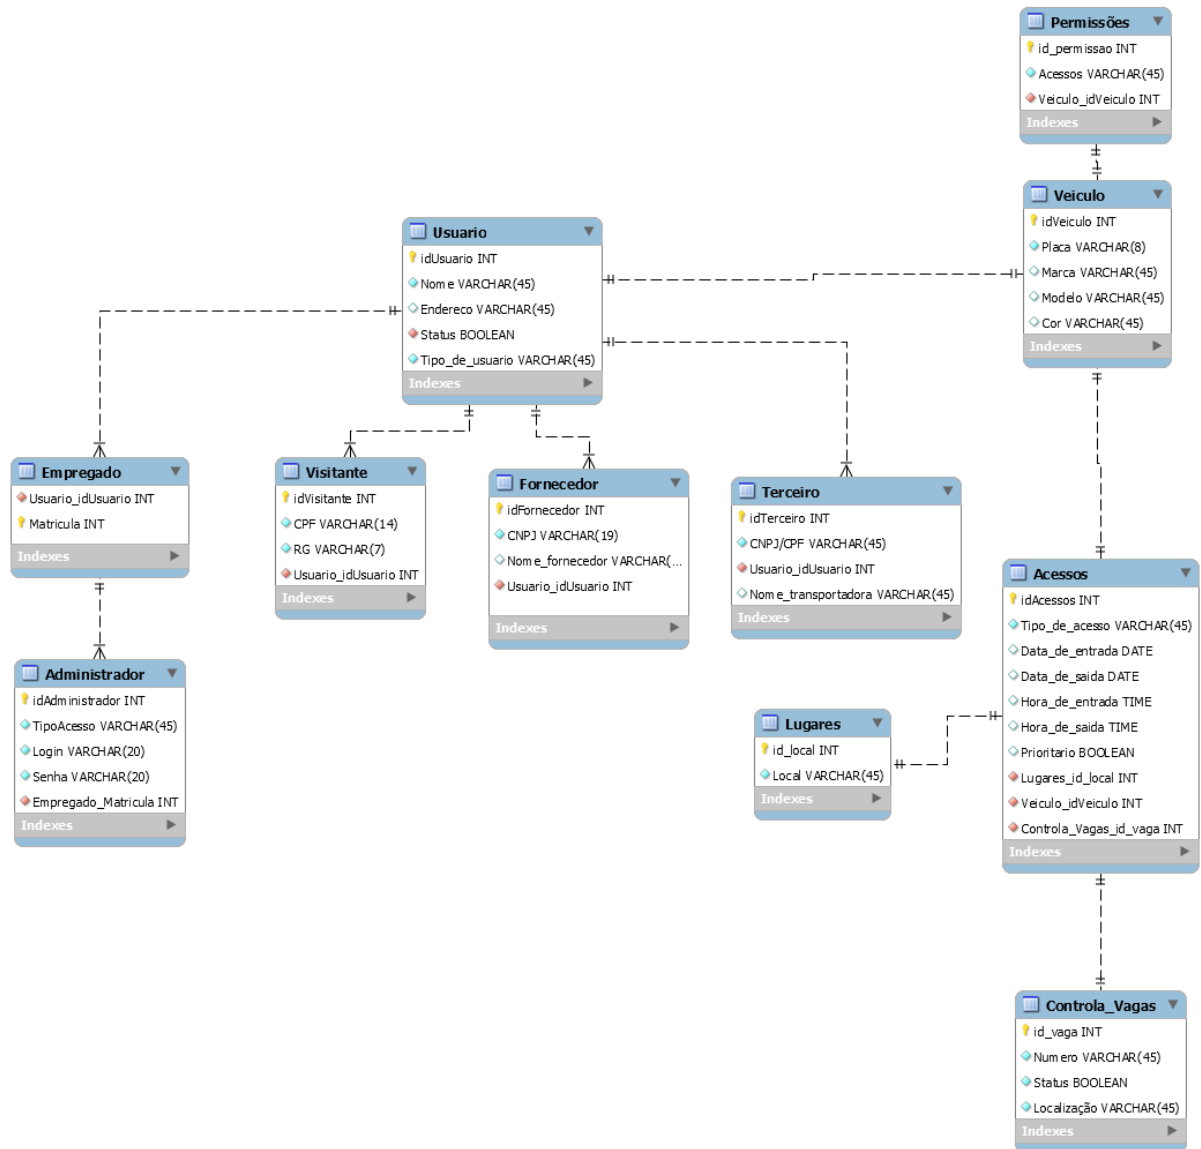 Permissões
id_permissao INT
Acessos VARCHAR(45)
Veiculo_idVeiculo INT
Indexes
Veiculo
idVeiculo INT
Placa VARCHAR(8)
Marca VARCHAR(45)
Modelo VARCHAR(45)
Cor VARCHAR(45)
Indexes
Usuario
idUsuario INT
Nome VARCHAR(45)
Endereco VARCHAR(45)
Status BOOLEAN
Tipo_de_usuario VARCHAR(45)
Indexes
Empregado
Usuario_idUsuario INT
Matricula INT
Indexes
Visitante
idVisitante INT
CPF VARCHAR(14)
RG VARCHAR(7)
Usuario_idUsuario INT
Indexes
Fornecedor
idFornecedor INT
CNPJ VARCHAR(19)
Nome_fornecedor VARCHAR(...
Usuario_idUsuario INT
Indexes
Terceiro
idTerceiro INT
CNPJ/CPF VARCHAR(45)
Usuario_idUsuario INT
Nome_transportadora VARCHAR(45)
Indexes
Administrador
idAdministrador INT
TipoAcesso VARCHAR(45)
Login VARCHAR(20)
Senha VARCHAR(20)
Empregado_Matricula INT
Indexes
Lugares
id_local INT
Local VARCHAR(45)
Indexes
Acessos
idAcessos INT
Tipo_de_acesso VARCHAR(45)
Data_de_entrada DATE
Data_de_saida DATE
Hora_de_entrada TIME
Hora_de_saida TIME
Prioritario BOOLEAN
Lugares_id_local INT
Veiculo_idVeiculo INT
Controla_Vagas_id_vaga INT
Indexes
Controla_Vagas
id_vaga INT
Numero VARCHAR(45)
Status BOOLEAN
Localização VARCHAR(45)
Indexes